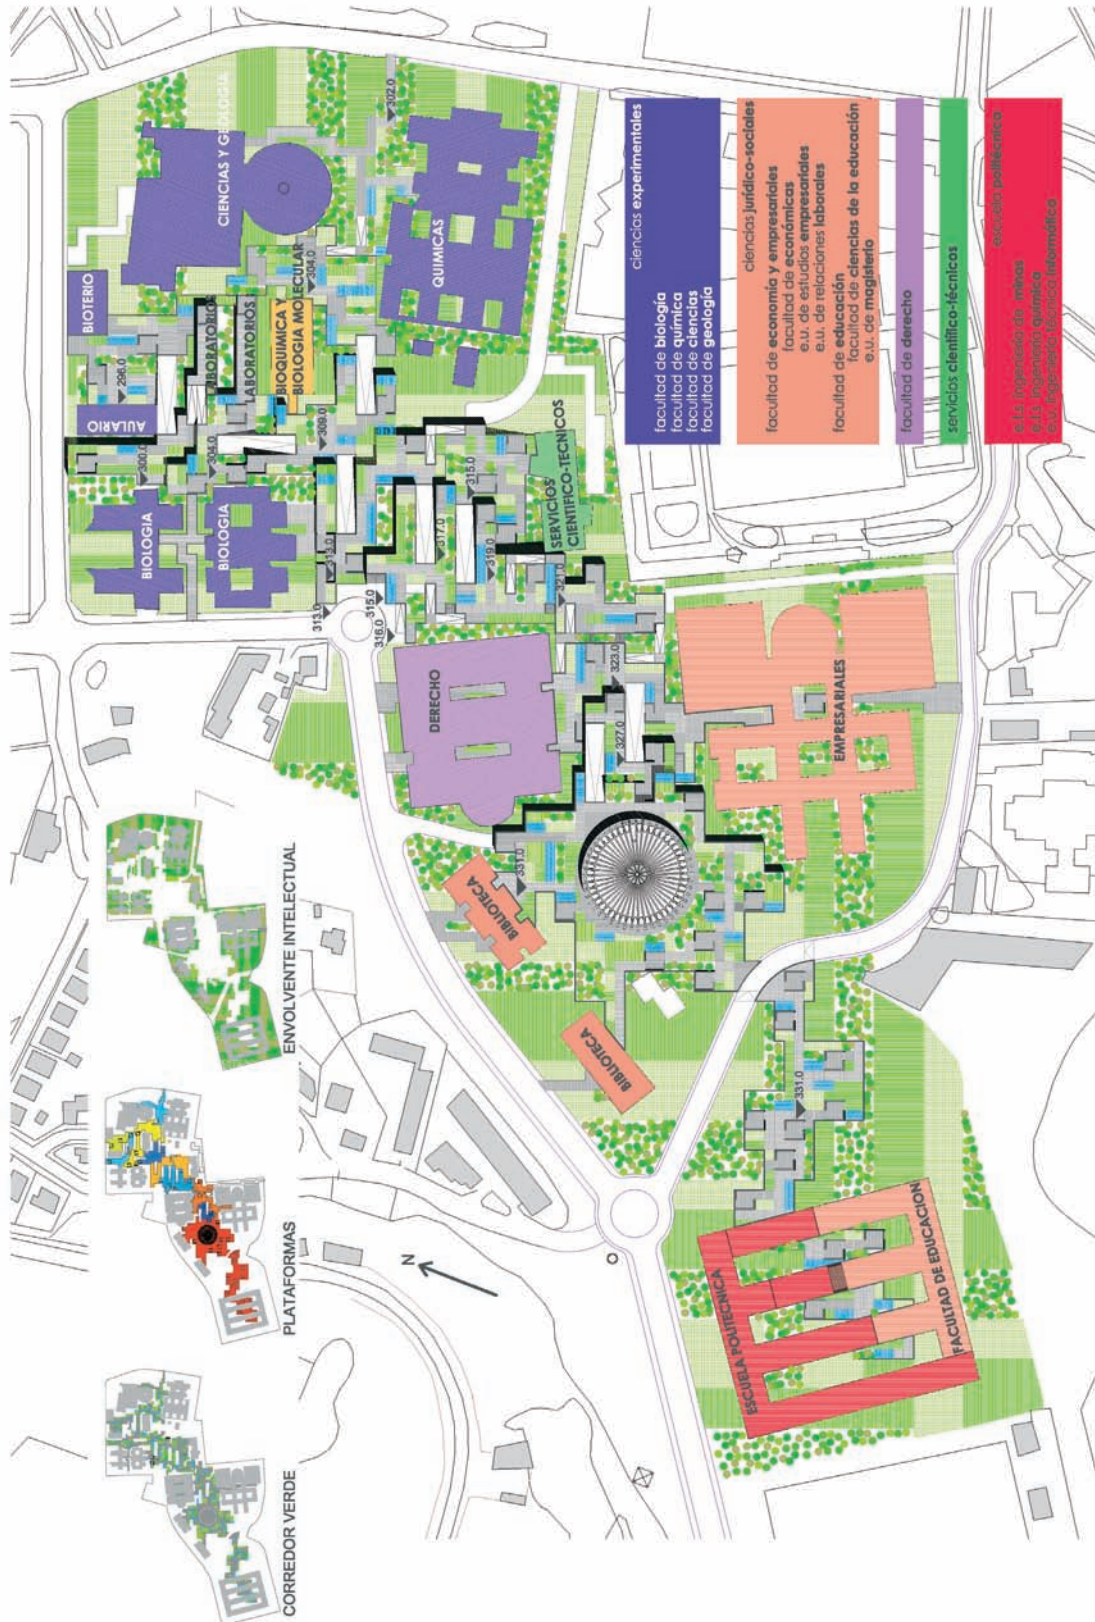 CORREDOR VERDE
PLATAFORMAS
ENVOLVENTE INTELECTUAL
N
BIOLOGIA
BIOLOGIA
AULARIO
BIOTERIO
300.0
296.0
304.0
LABORATORIOS
LABORATORIOS
CIENCIAS Y GEOLOGIA
BIOQUIMICA Y
BIOLOGIA MOLECULAR
304.0
302.0
309.0
313.0
313.0
315.0
316.0
317.0
315.0
319.0
321.0
323.0
327.0
331.0
331.0
QUIMICAS
SERVICIOS
CIENTIFICO-TECNICOS
DERECHO
BIBLIOTECA
BIBLIOTECA
EMPRESARIALES
ESCUELA POLITECNICA
FACULTAD DE EDUCACION
ciencias experimentales
facultad de biología
facultad de química
facultad de ciencias
facultad de geología
ciencias jurídico-sociales
facultad de economía y empresariales
facultad de económicas
e.u. de estudios empresariales
e.u. de relaciones laborales
facultad de educación
facultad de ciencias de la educación
e.u. de magisterio
facultad de derecho
servicios científico-técnicos
escuela politécnica
e.t.s ingeniería de minas
e.t.s ingeniería química
e.u. ingeniería técnica informática